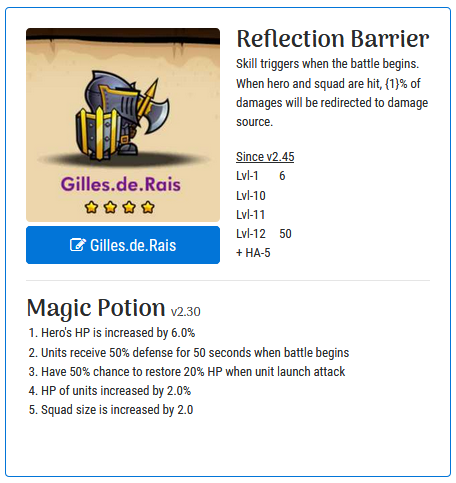 Reflection Barrier
Skill triggers when the battle begins.
When hero and squad are hit, {1}% of
damages will be redirected to damage
source.
Since v2.45
Lvl-1 6
Lvl-10
Lvl-11
Lvl-12 50
+ HA-5
Gilles.de.Rais
Gilles.de.Rais
Magic Potion v2.30
1. Hero's HP is increased by 6.0%
2. Units receive 50% defense for 50 seconds when battle begins
3. Have 50% chance to restore 20% HP when unit launch attack
4. HP of units increased by 2.0%
5. Squad size is increased by 2.0